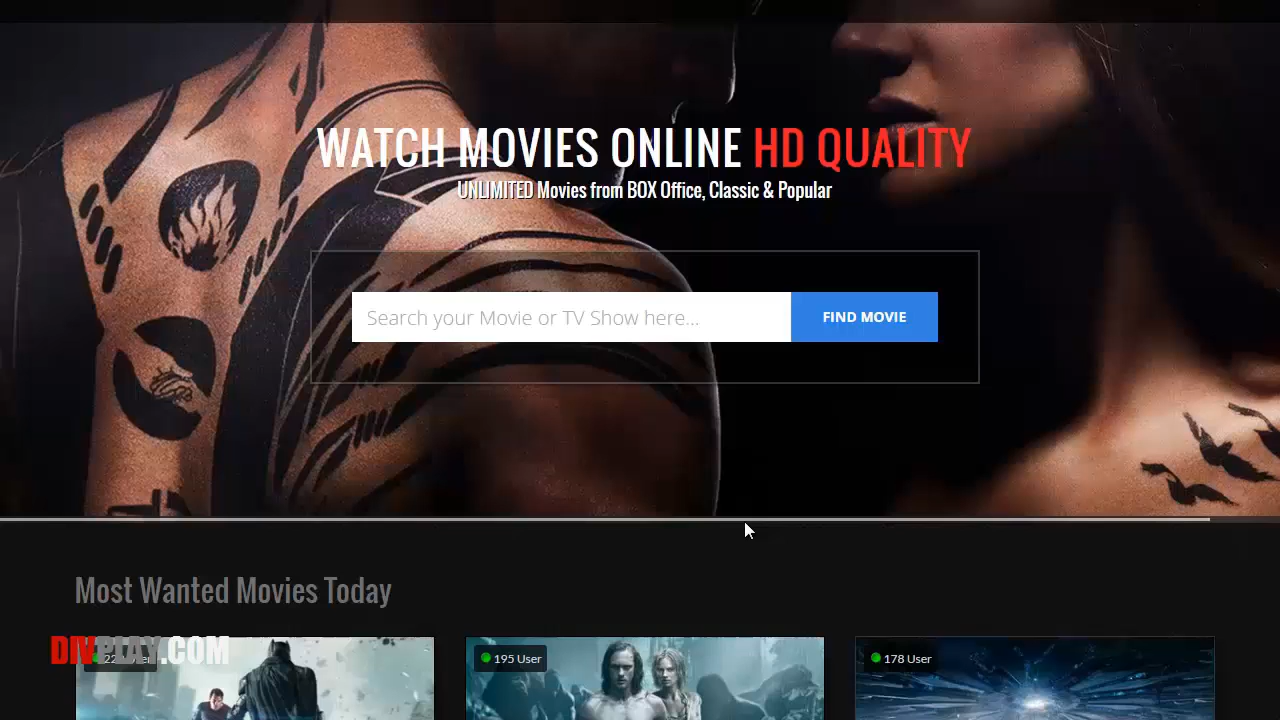 WATCH MOVIES ONLINE HD QUALITY
UNLIMITED Movies from BOX Office, Classic & Popular
Search your Movie or TV Show here...
FIND MOVIE
Most Wanted Movies Today
DIVPLAY.COM
195 User
178 User